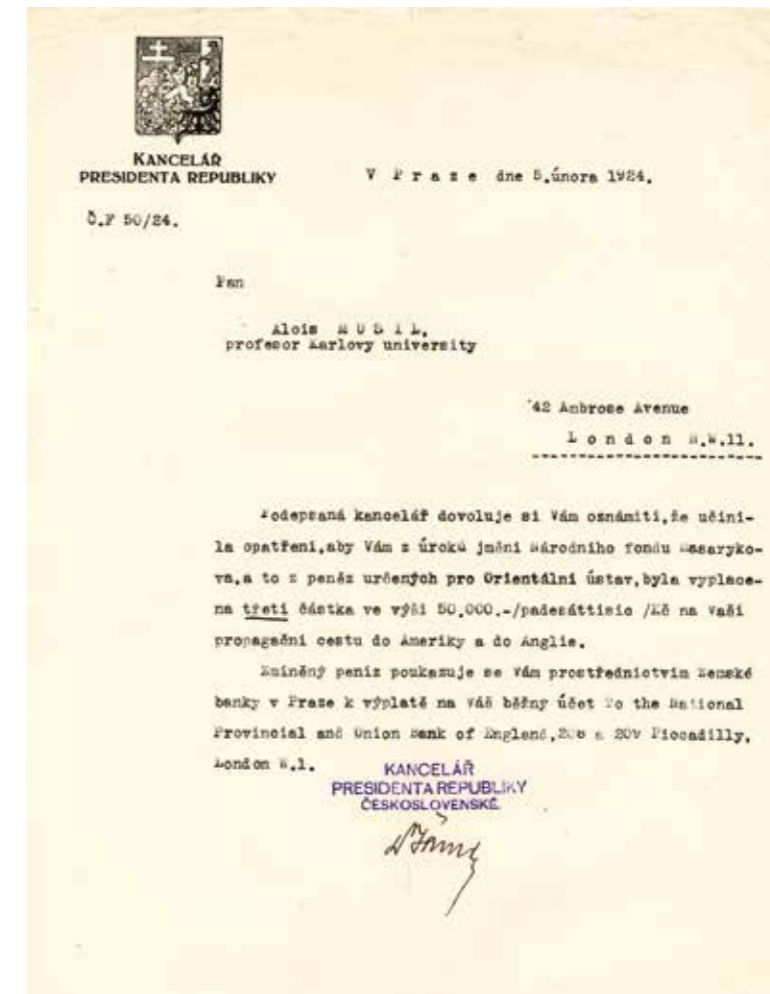 KANCELÁŘ
PRESIDENTA REPUBLIKY
V Praze dne 5.února 1924.
Č.F 50/24.
Pan
Alois MUSIL,
profesor Karlovy university
42 Ambrose Avenue
London N.W.11.
Podepsaná kancelář dovoluje si Vám oznámiti,že učini-
la opatření,aby Vám z úroků jmění Národního fondu Masaryko-
va,a to z peněz určených pro Orientální ústav,byla vyplace-
na třetí částka ve výši 50.000.-/padesáttisíc /Kč na Vaši
propagační cestu do Ameriky a do Anglie.
Zmíněný peníz poukazuje se Vám prostřednictvím Zemské
banky v Praze k výplatě na Váš běžný účet To the National
Provincial and Union Bank of England, Piccadilly,
London W.1.
KANCELÁŘ
PRESIDENTA REPUBLIKY
ČESKOSLOVENSKÉ.